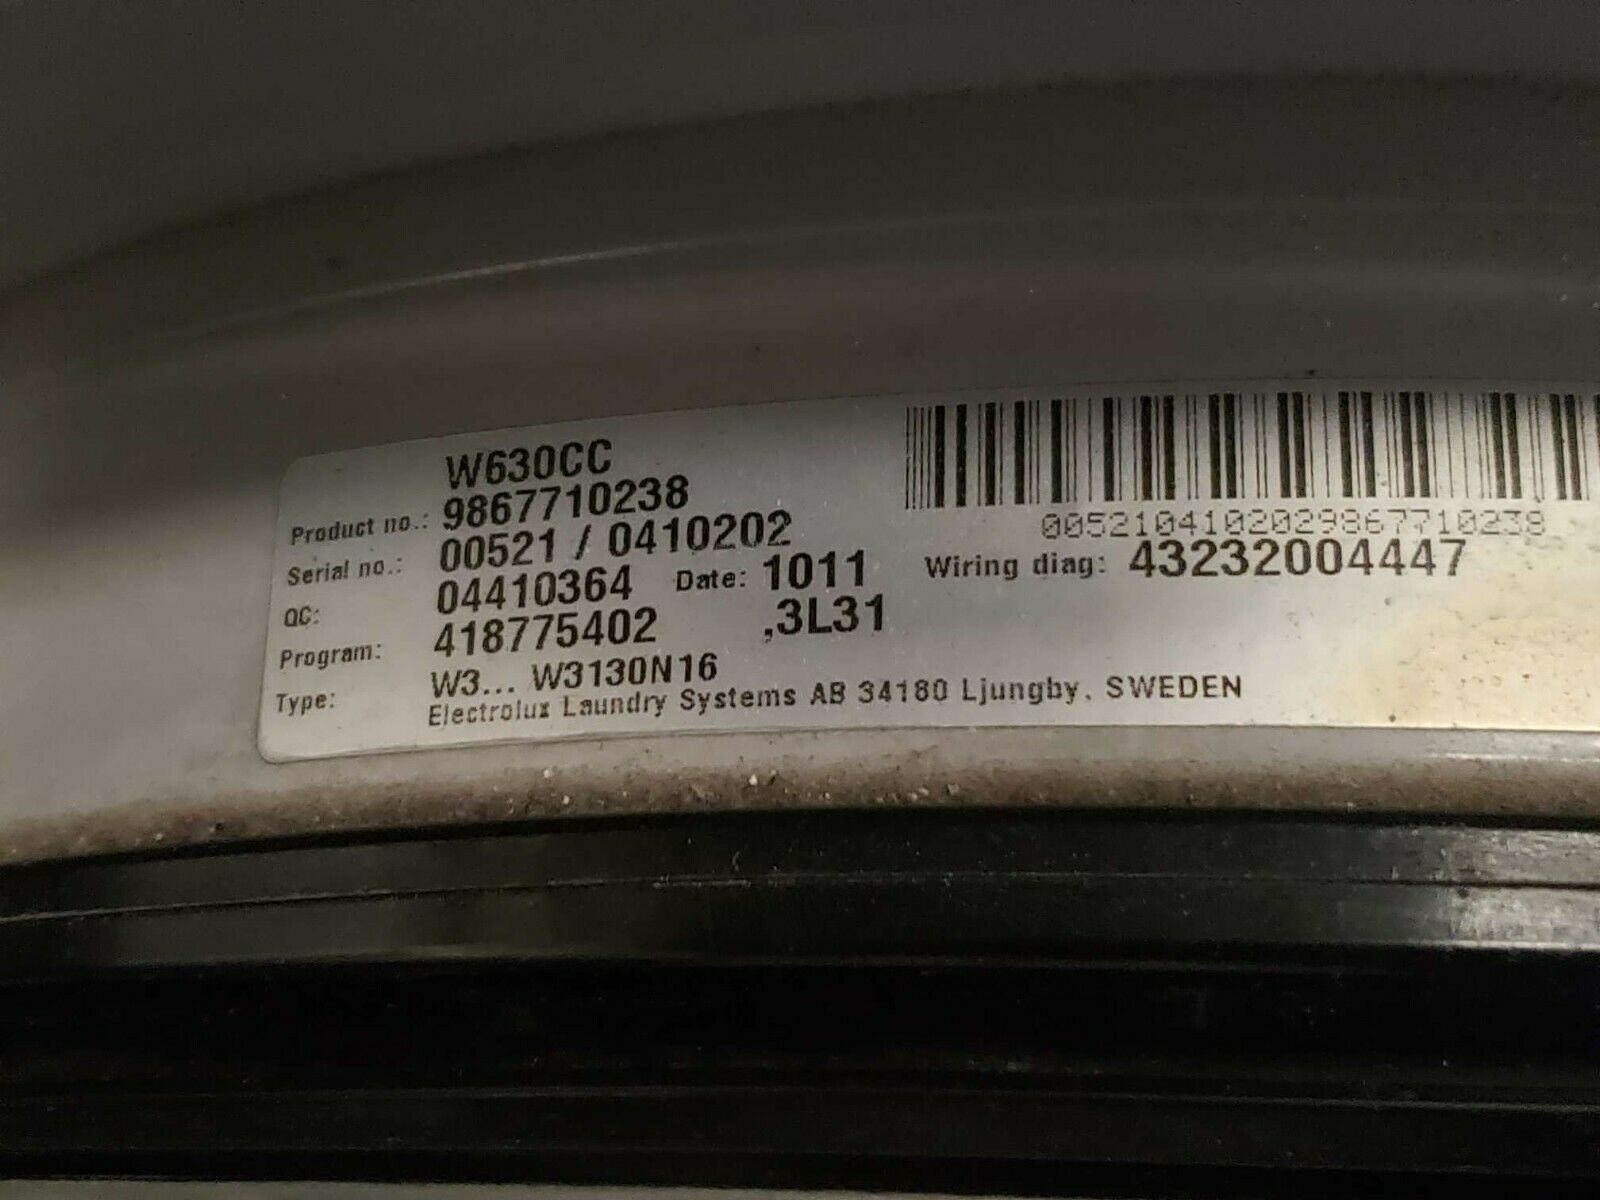 W630CC
Product no.: 9867710238
Serial no.: 00521 / 0410202
QC: 04410364 Date: 1011
Program: 418775402 ,3L31
Type: W3... W3130N16
Electrolux Laundry Systems AB 34180 Ljungby, SWEDEN
0052104102029867710238
Wiring diag: 43232004447